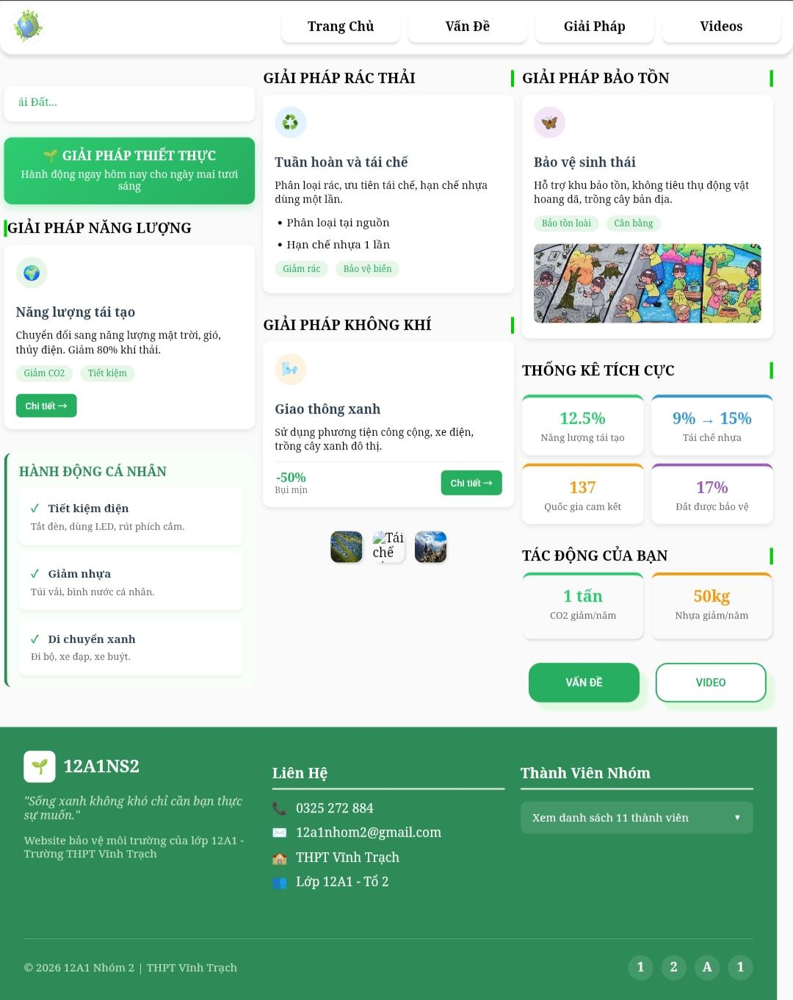 Trang Chủ
Vấn Đề
Giải Pháp
Videos
ái Đất...
🌱 GIẢI PHÁP THIẾT THỰC
Hành động ngay hôm nay cho ngày mai tươi
sáng
GIẢI PHÁP NĂNG LƯỢNG
Năng lượng tái tạo
Chuyển đổi sang năng lượng mặt trời, gió,
thủy điện. Giảm 80% khí thải.
Giảm CO2
Tiết kiệm
Chi tiết →
HÀNH ĐỘNG CÁ NHÂN
✓ Tiết kiệm điện
Tắt đèn, dùng LED, rút phích cắm.
✓ Giảm nhựa
Túi vải, bình nước cá nhân.
✓ Di chuyển xanh
Đi bộ, xe đạp, xe buýt.
GIẢI PHÁP RÁC THẢI
Tuần hoàn và tái chế
Phân loại rác, ưu tiên tái chế, hạn chế nhựa
dùng một lần.
• Phân loại tại nguồn
• Hạn chế nhựa 1 lần
Giảm rác
Bảo vệ biển
GIẢI PHÁP KHÔNG KHÍ
Giao thông xanh
Sử dụng phương tiện công cộng, xe điện,
trồng cây xanh đô thị.
-50%
Bụi mịn
Chi tiết →
Tái
chế
GIẢI PHÁP BẢO TỒN
Bảo vệ sinh thái
Hỗ trợ khu bảo tồn, không tiêu thụ động vật
hoang dã, trồng cây bản địa.
Bảo tồn loài
Cân bằng
THỐNG KÊ TÍCH CỰC
12.5%
Năng lượng tái tạo
9% → 15%
Tái chế nhựa
137
Quốc gia cam kết
17%
Đất được bảo vệ
TÁC ĐỘNG CỦA BẠN
1 tấn
CO2 giảm/năm
50kg
Nhựa giảm/năm
VẤN ĐỀ
VIDEO
12A1NS2
"Sống xanh không khó chỉ cần bạn thực
sự muốn."
Website bảo vệ môi trường của lớp 12A1 -
Trường THPT Vĩnh Trạch
Liên Hệ
0325 272 884
12a1nhom2@gmail.com
THPT Vĩnh Trạch
Lớp 12A1 - Tổ 2
Thành Viên Nhóm
Xem danh sách 11 thành viên ▼
© 2026 12A1 Nhóm 2 | THPT Vĩnh Trạch
1 2 A 1